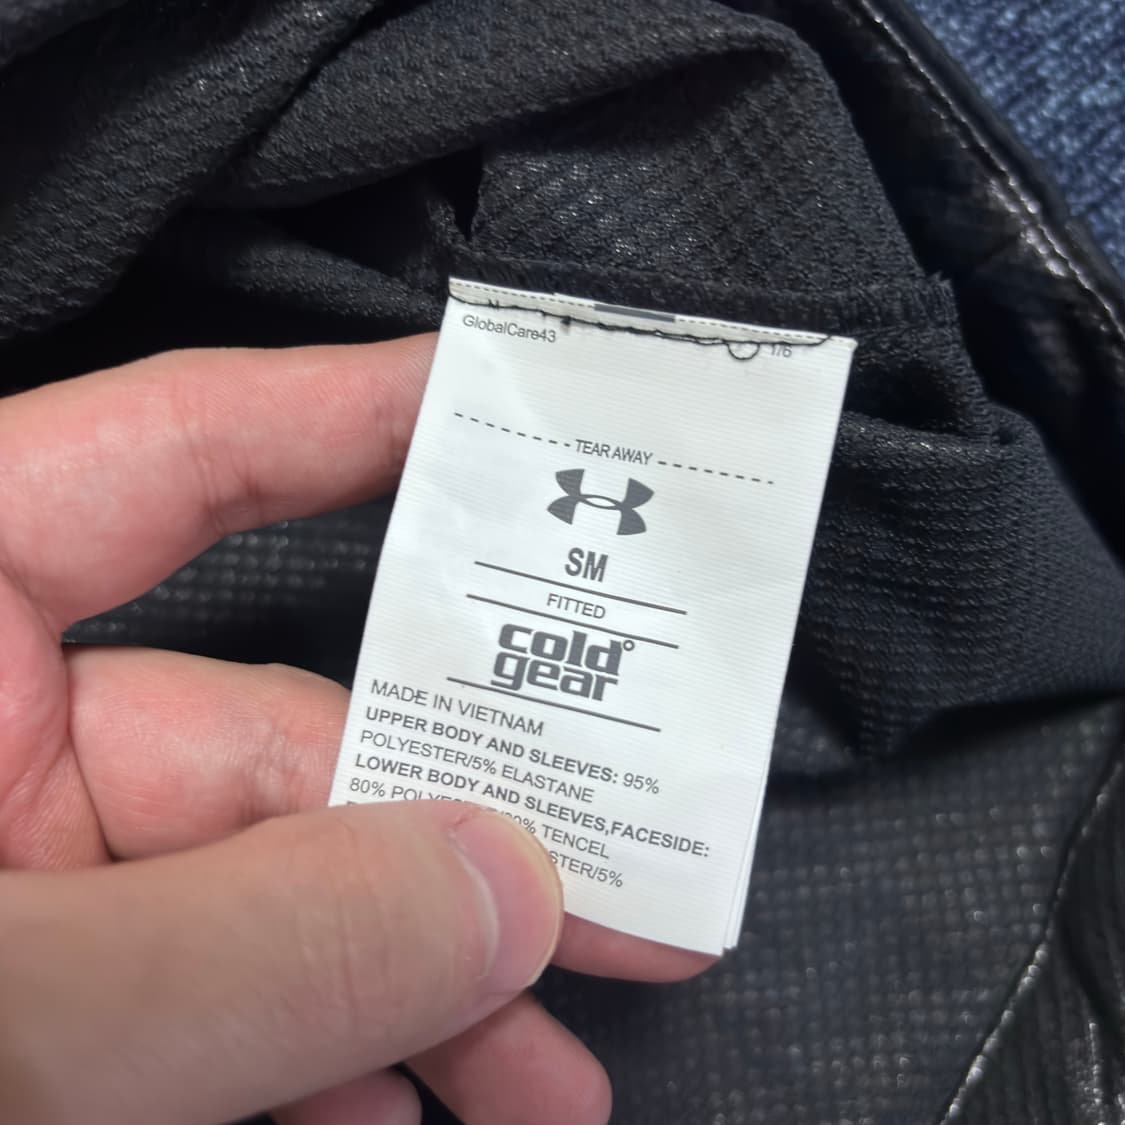 GlobalCare43
1/6
TEAR AWAY
SM
FITTED
cold°
gear
MADE IN VIETNAM
UPPER BODY AND SLEEVES: 95%
POLYESTER/5% ELASTANE
LOWER BODY AND SLEEVES,FACESIDE:
80% TENCEL
/5%